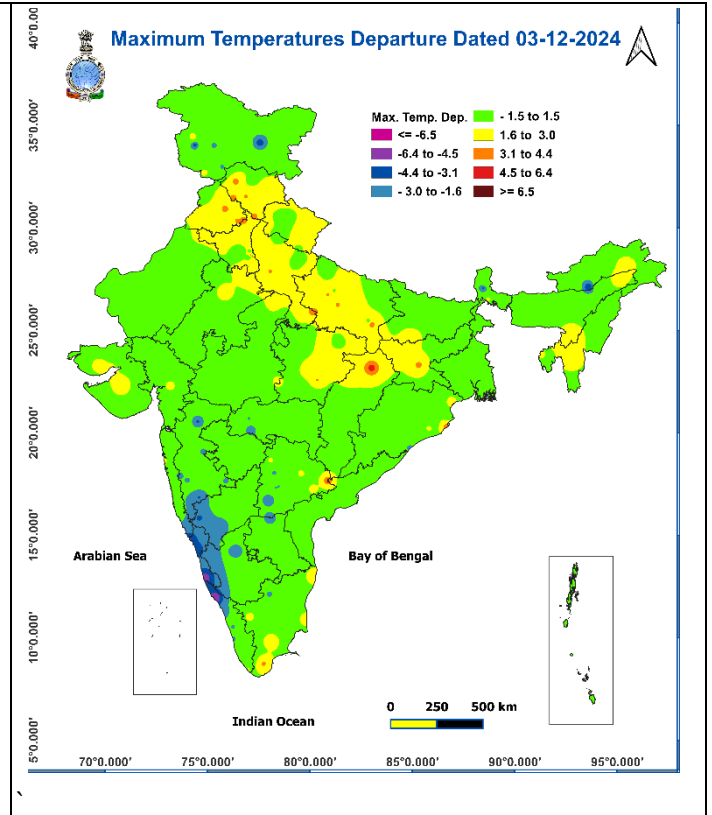 Maximum Temperatures Departure Dated 03-12-2024
Max. Temp. Dep.
<= -6.5
-6.4 to -4.5
-4.4 to -3.1
- 3.0 to -1.6
- 1.5 to 1.5
1.6 to 3.0
3.1 to 4.4
4.5 to 6.4
>= 6.5
40°0.000'
35°0.000'
30°0.000'
25°0.000'
20°0.000'
15°0.000'
10°0.000'
5°0.000'
Arabian Sea
Bay of Bengal
Indian Ocean
0 250 500 km
70°0.000' 75°0.000' 80°0.000' 85°0.000' 90°0.000' 95°0.000'
`